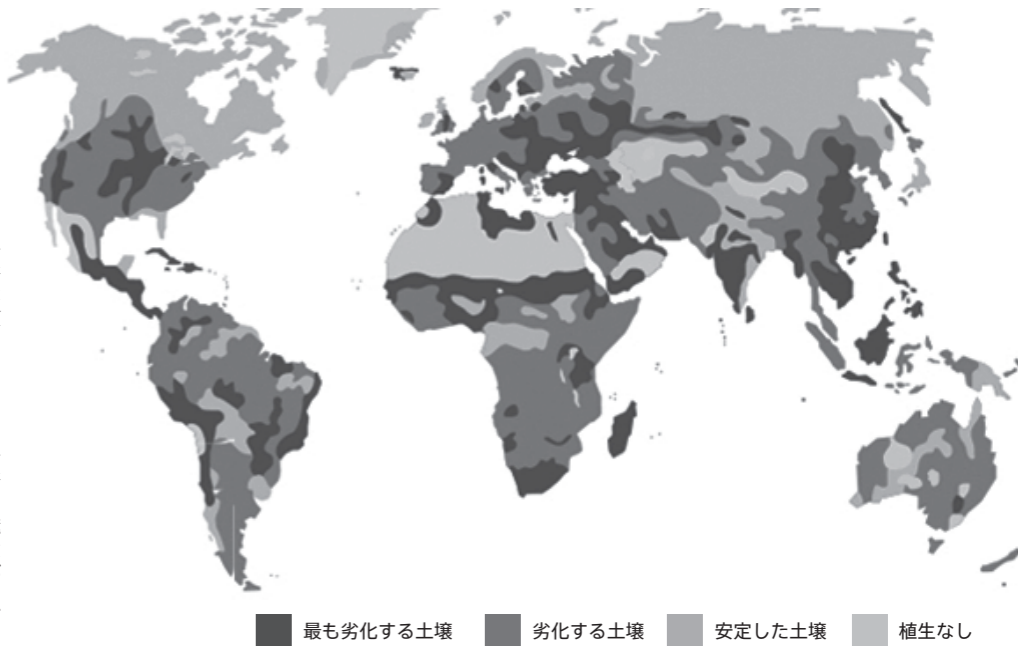 最も劣化する土壌
劣化する土壌
安定した土壌
植生なし